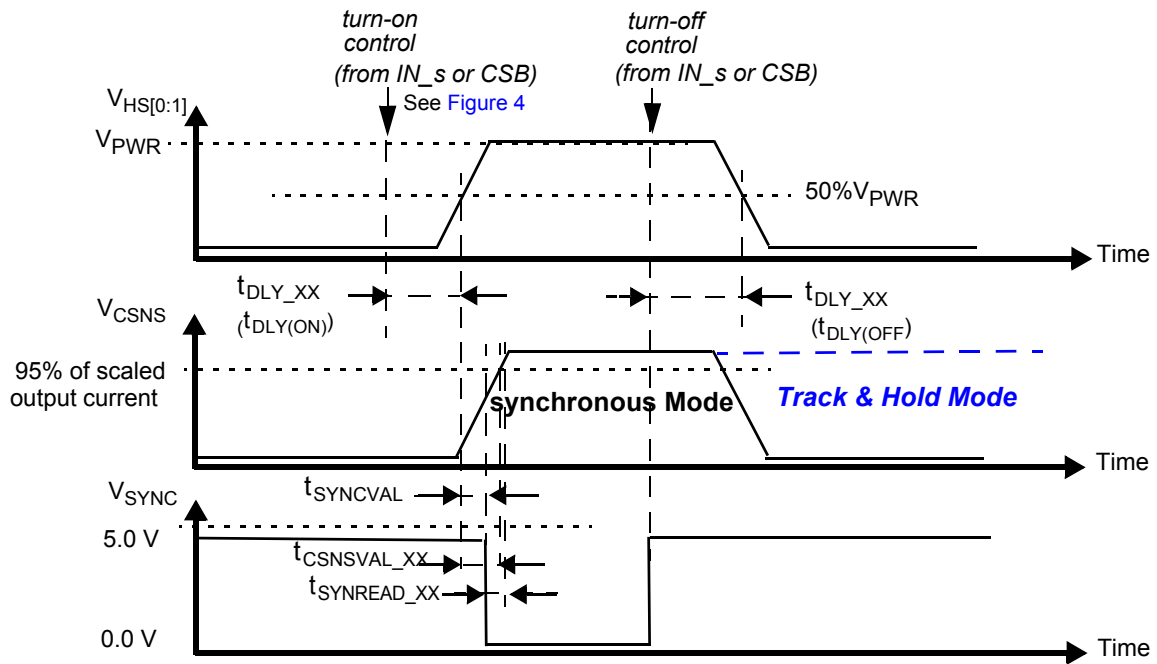 turn-on
control
(from IN_s or CSB)
See Figure 4
turn-off
control
(from IN_s or CSB)
VHS[0:1]
VPWR
50%VPWR
Time
tDLY_XX
(tDLY(ON))
tDLY_XX
(tDLY(OFF)
VCSNS
95% of scaled
output current
synchronous Mode
Track & Hold Mode
Time
VSYNC
tSYNCVAL
5.0 V
tCSNSVAL_XX
tSYNREAD_XX
0.0 V
Time